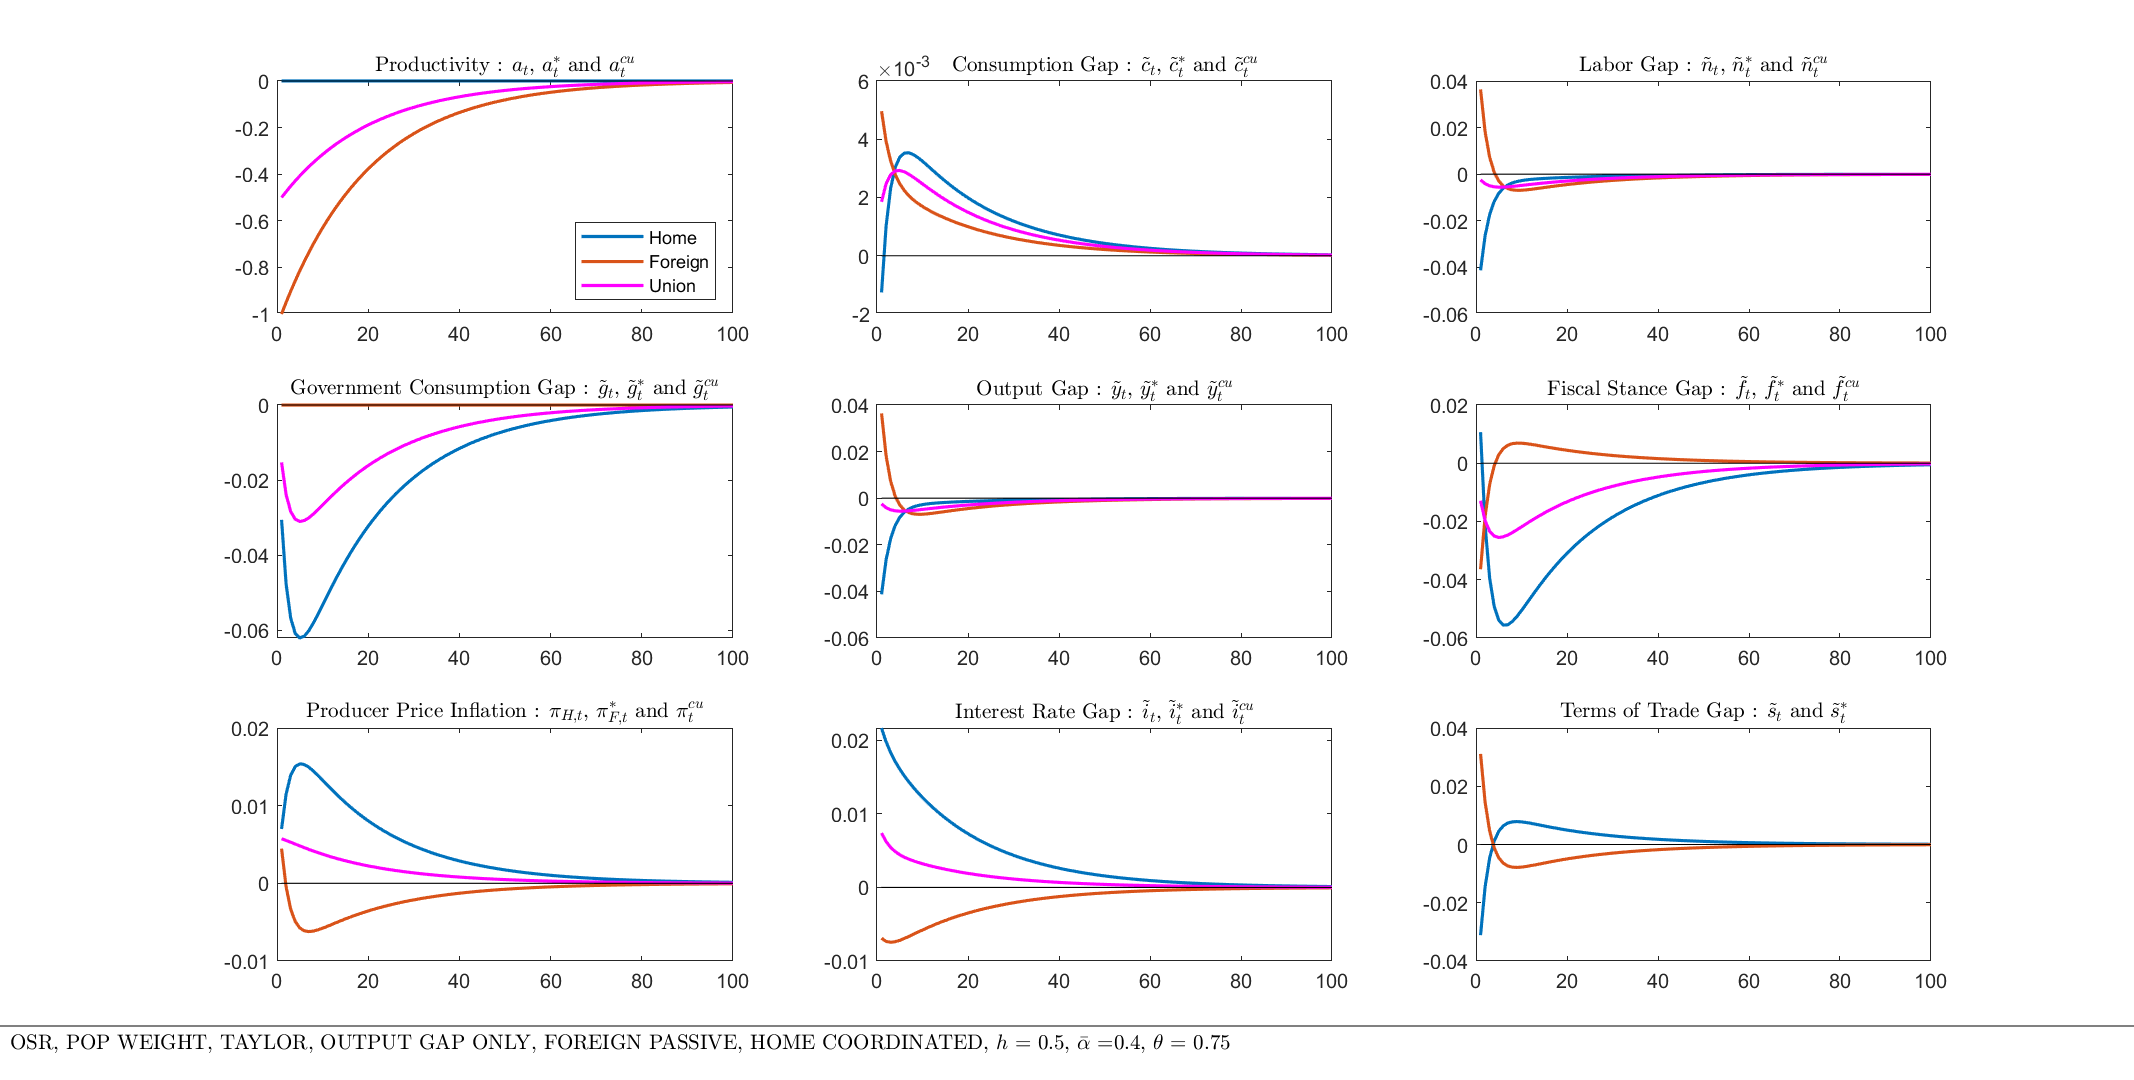 Productivity : a_t, a_t^* and a_t^{cu}
0
-0.2
-0.4
-0.6
-0.8
-1
0 20 40 60 80 100
Home
Foreign
Union
×10^{-3}
Consumption Gap : c̃_t, c̃_t^* and c̃_t^{cu}
6
4
2
0
-2
0 20 40 60 80 100
Labor Gap : ñ_t, ñ_t^* and ñ_t^{cu}
0.04
0.02
0
-0.02
-0.04
-0.06
0 20 40 60 80 100
Government Consumption Gap : g̃_t, g̃_t^* and g̃_t^{cu}
0
-0.02
-0.04
-0.06
0 20 40 60 80 100
Output Gap : ỹ_t, ỹ_t^* and ỹ_t^{cu}
0.04
0.02
0
-0.02
-0.04
-0.06
0 20 40 60 80 100
Fiscal Stance Gap : f̃_t, f̃_t^* and f̃_t^{cu}
0.02
0
-0.02
-0.04
-0.06
0 20 40 60 80 100
Producer Price Inflation : π_{H,t}, π_{F,t}^* and π_t^{cu}
0.02
0.01
0
-0.01
0 20 40 60 80 100
Interest Rate Gap : ĩ_t, ĩ_t^* and ĩ_t^{cu}
0.02
0.01
0
-0.01
0 20 40 60 80 100
Terms of Trade Gap : s̃_t and s̃_t^*
0.04
0.02
0
-0.02
-0.04
0 20 40 60 80 100
OSR, POP WEIGHT, TAYLOR, OUTPUT GAP ONLY, FOREIGN PASSIVE, HOME COORDINATED, h = 0.5, ᾱ =0.4, θ = 0.75